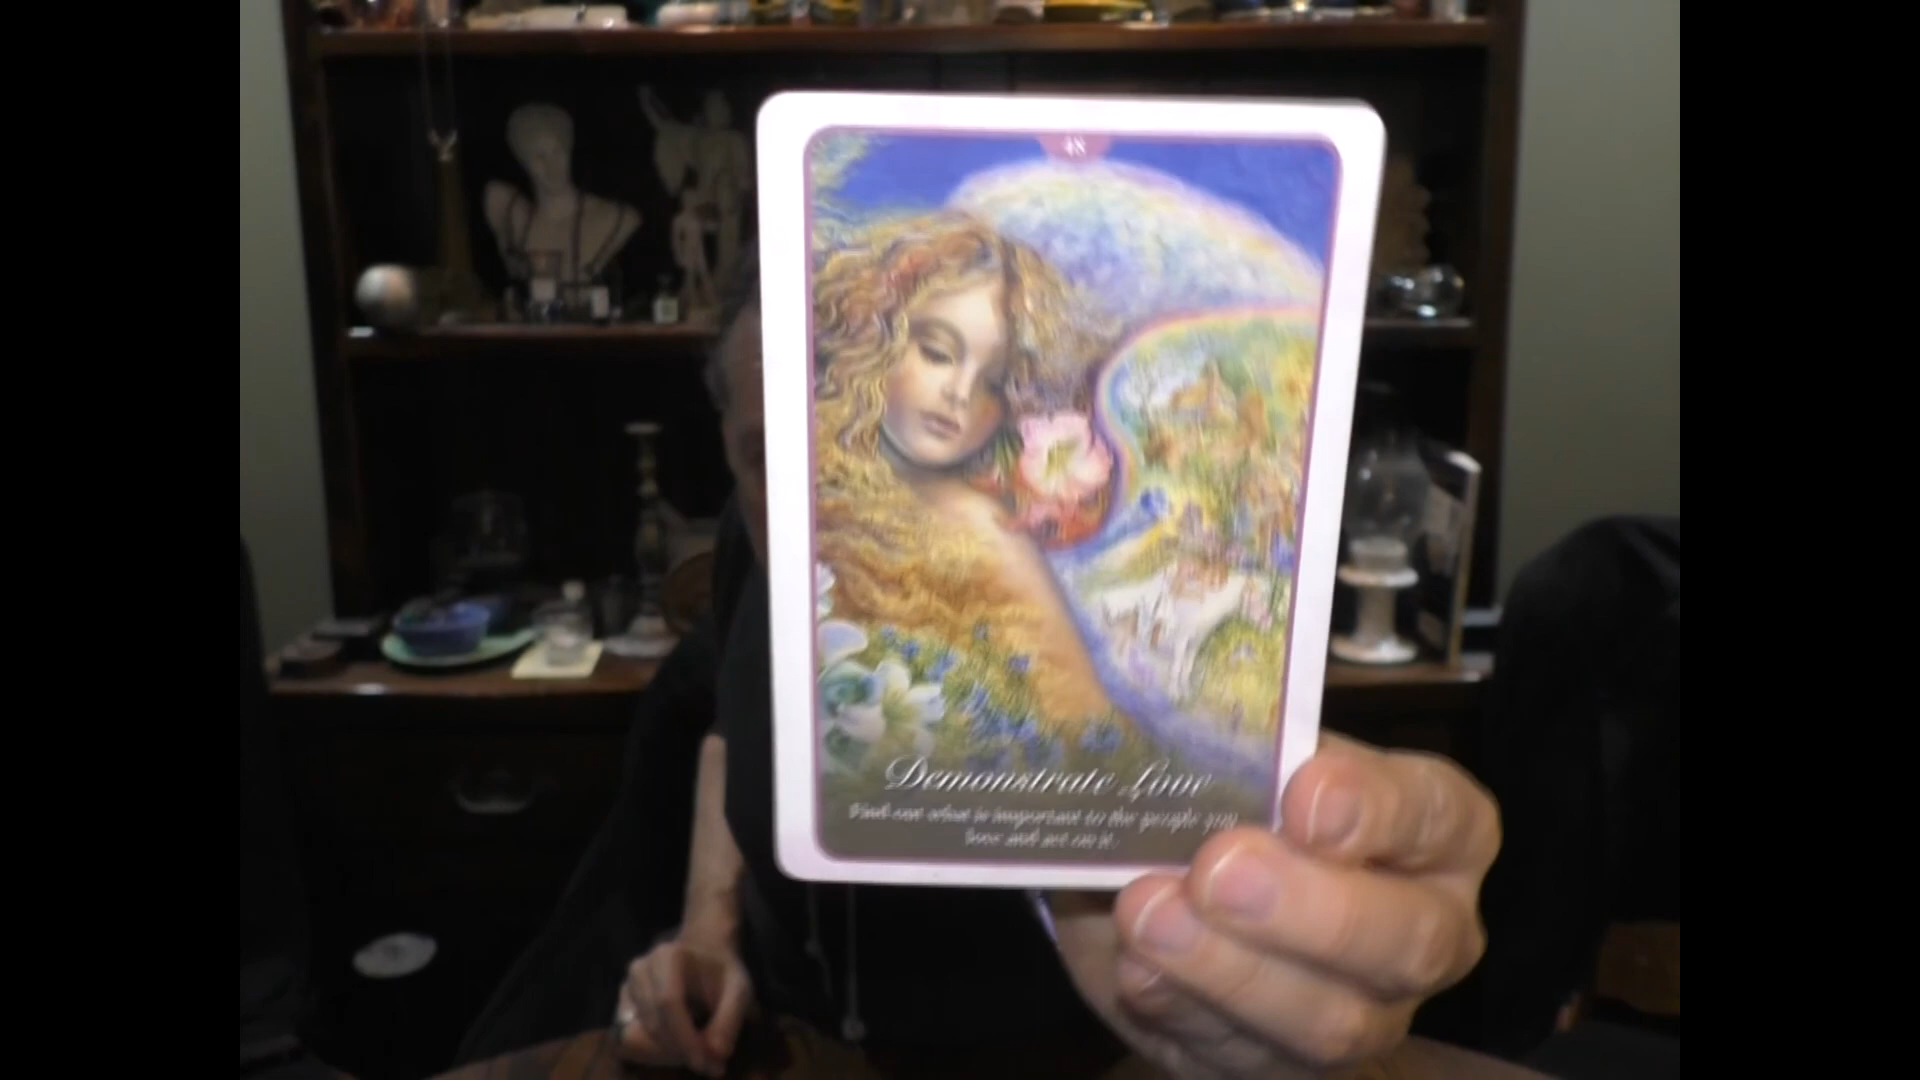 48
Demonstrate Love
Find out what is important to the people you
love and act on it.